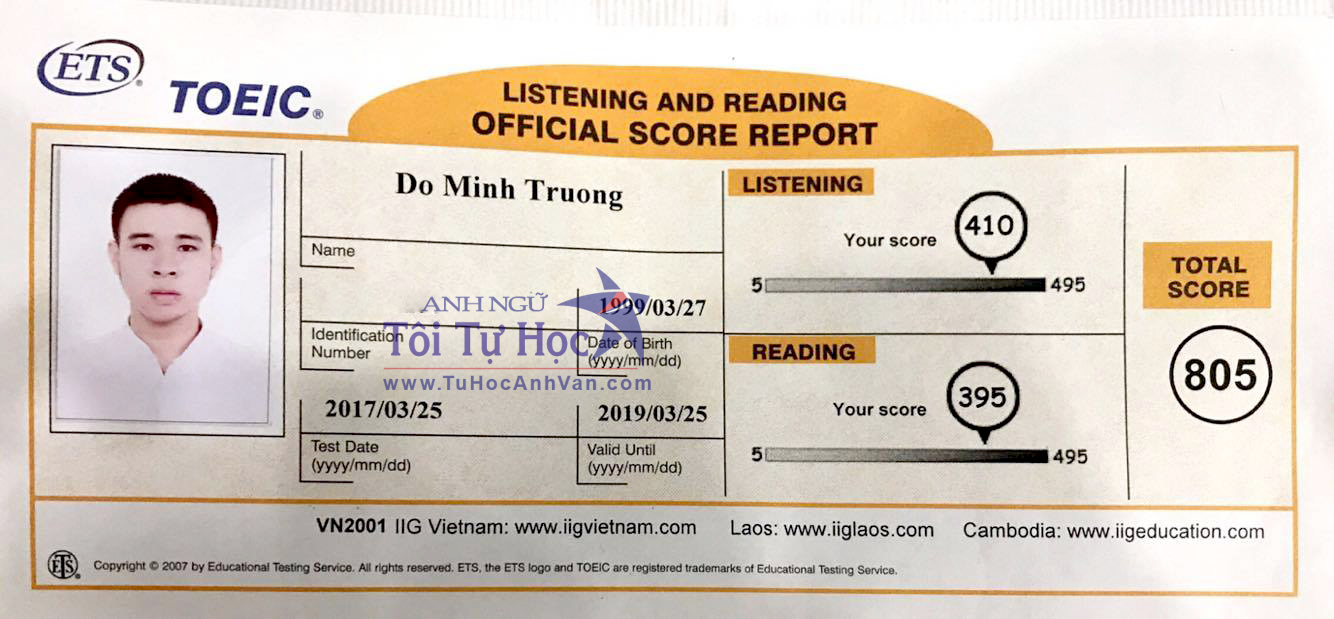 ETS®
TOEIC®
LISTENING AND READING
OFFICIAL SCORE REPORT
Do Minh Truong
Name
1999/03/27
Identification
Number
Date of Birth
(yyyy/mm/dd)
2017/03/25
2019/03/25
Test Date
(yyyy/mm/dd)
Valid Until
(yyyy/mm/dd)
ANH NGỮ
Tôi Tự Học
www.TuHocAnhVan.com
LISTENING
Your score
410
5
495
READING
Your score
395
5
495
TOTAL
SCORE
805
VN2001 IIG Vietnam: www.iigvietnam.com Laos: www.iiglaos.com Cambodia: www.iigeducation.com
ETS
Copyright © 2007 by Educational Testing Service. All rights reserved. ETS, the ETS logo and TOEIC are registered trademarks of Educational Testing Service.